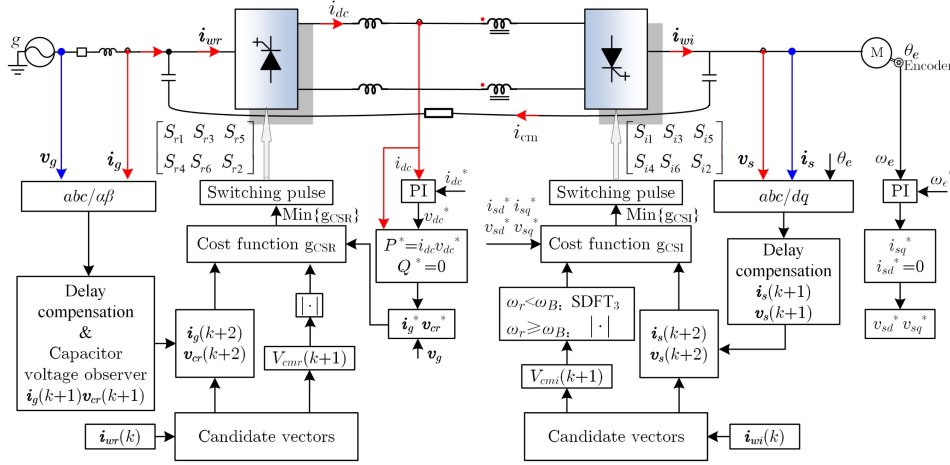 g
i_wr
i_dc
i_wi
M
θ_e
Encoder
i_cm
v_g
i_g
[S_r1 S_r3 S_r5
S_r4 S_r6 S_r2]
[S_i1 S_i3 S_i5
S_i4 S_i6 S_i2]
v_s
i_s
θ_e
ω_e
i_dc
abc/αβ
Switching pulse
Min{g_CSR}
Cost function g_CSR
PI
i_dc^*
v_dc^*
P^*=i_dc v_dc^*
Q^*=0
i_g^* v_cr^*
v_g
Switching pulse
Min{g_CSI}
i_sd^* i_sq^*
v_sd^* v_sq^*
Cost function g_CSI
abc/dq
PI
ω_e^*
i_sq^*
i_sd^*=0
v_sd^* v_sq^*
Delay
compensation
&
Capacitor
voltage observer
i_g(k+1)v_cr(k+1)
i_g(k+2)
v_cr(k+2)
|·|
V_cmr(k+1)
ω_r<ω_B: SDFT_3
ω_r≥ω_B: |·|
V_cmi(k+1)
i_s(k+2)
v_s(k+2)
Delay
compensation
i_s(k+1)
v_s(k+1)
i_wr(k)
Candidate vectors
Candidate vectors
i_wi(k)